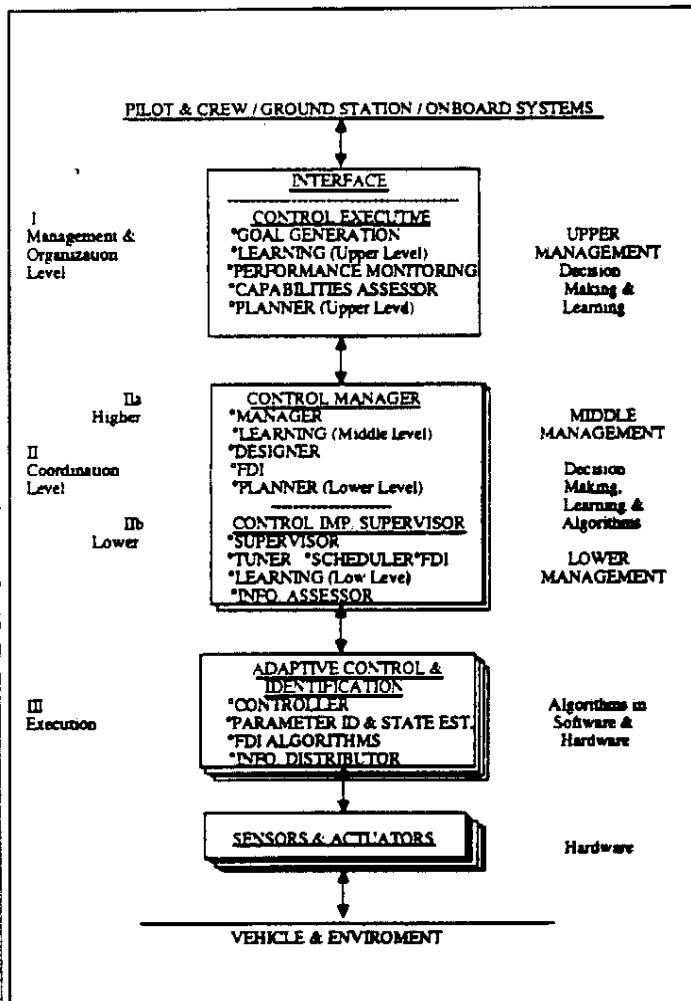 PILOT & CREW / GROUND STATION / ONBOARD SYSTEMS
INTERFACE
I
Management &
Organization
Level
CONTROL EXECUTIVE
*GOAL GENERATION
*LEARNING (Upper Level)
*PERFORMANCE MONITORING
*CAPABILITIES ASSESSOR
*PLANNER (Upper Level)
UPPER
MANAGEMENT
Decision
Making &
Learning
IIa
Higher
II
Coordination
Level
IIb
Lower
CONTROL MANAGER
*MANAGER
*LEARNING (Middle Level)
*DESIGNER
*FDI
*PLANNER (Lower Level)
CONTROL IMP. SUPERVISOR
*SUPERVISOR
*TUNER *SCHEDULER*FDI
*LEARNING (Low Level)
*INFO. ASSESSOR
MIDDLE
MANAGEMENT
Decision
Making,
Learning &
Algorithms
LOWER
MANAGEMENT
III
Execution
ADAPTIVE CONTROL &
IDENTIFICATION
*CONTROLLER
*PARAMETER ID & STATE EST.
*FDI ALGORITHMS
*INFO. DISTRIBUTOR
Algorithms in
Software &
Hardware
SENSORS & ACTUATORS
Hardware
VEHICLE & ENVIROMENT